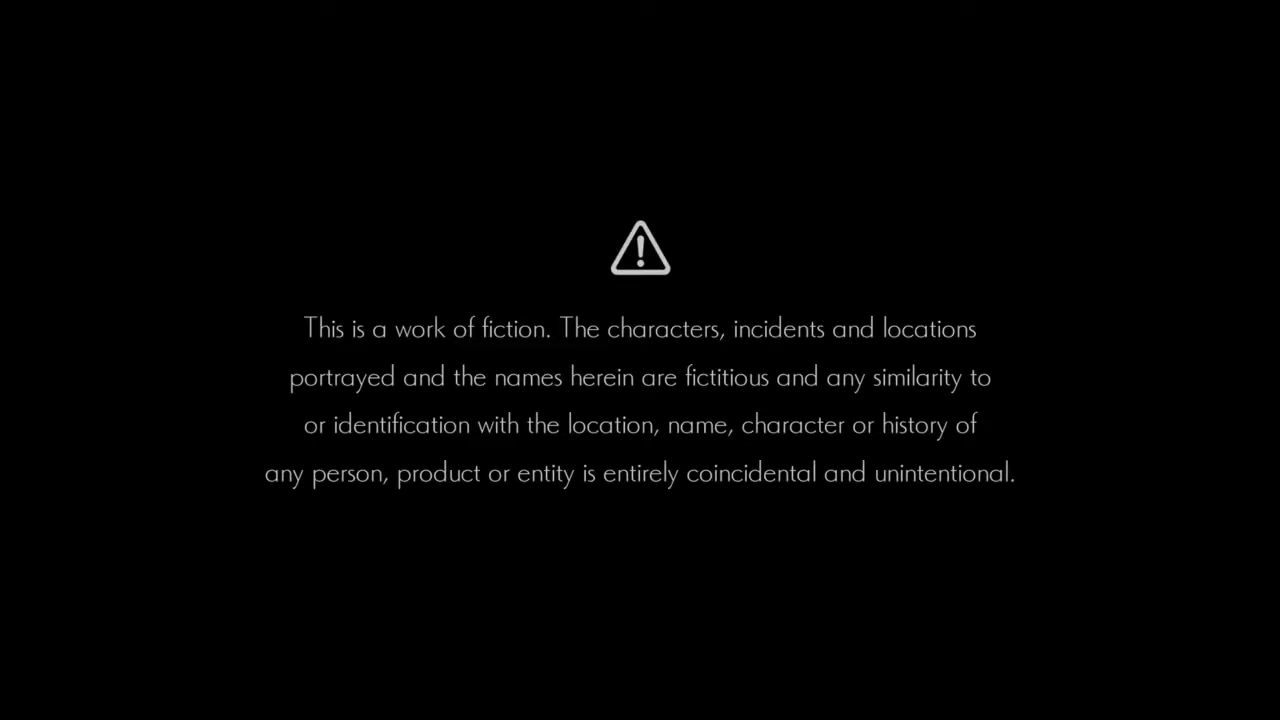 This is a work of fiction. The characters, incidents and locations
portrayed and the names herein are fictitious and any similarity to
or identification with the location, name, character or history of
any person, product or entity is entirely coincidental and unintentional.